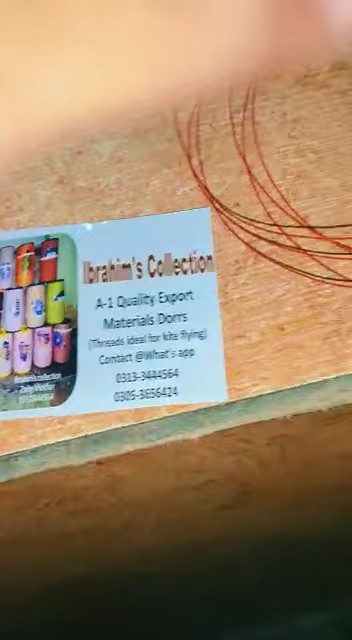 Ibrahim's Collection
A-1 Quality Export
Materials Dorrs
(Threads ideal for kite flying)
Contact @What's app
0313-3444564
0305-3656424